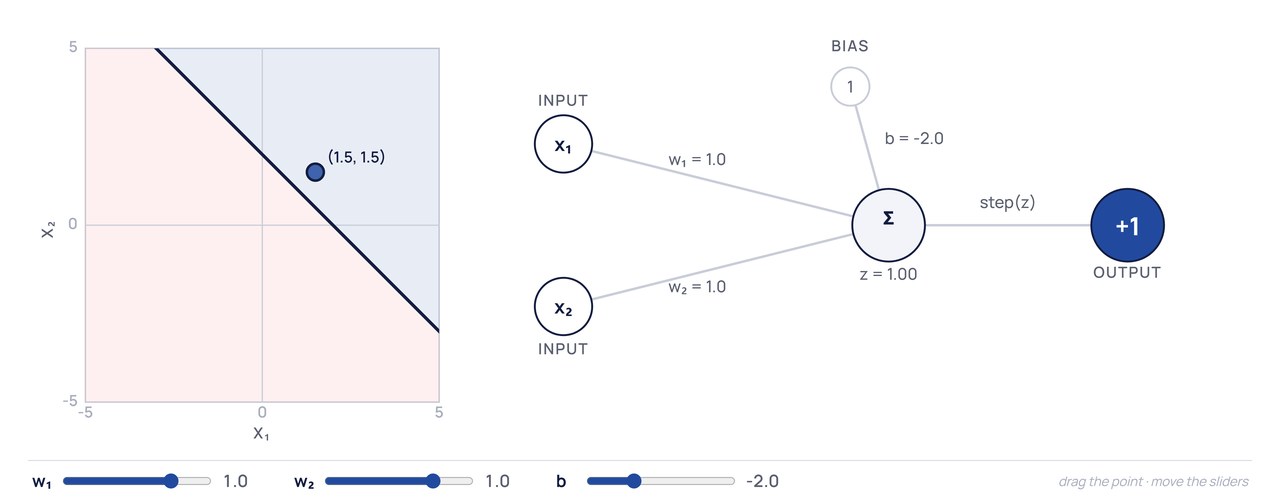 5
0
-5
-5
0
5
X₂
X₁
(1.5, 1.5)
INPUT
x₁
x₂
INPUT
w₁ = 1.0
w₂ = 1.0
BIAS
1
b = -2.0
Σ
z = 1.00
step(z)
+1
OUTPUT
w₁ 1.0 w₂ 1.0 b -2.0 drag the point · move the sliders